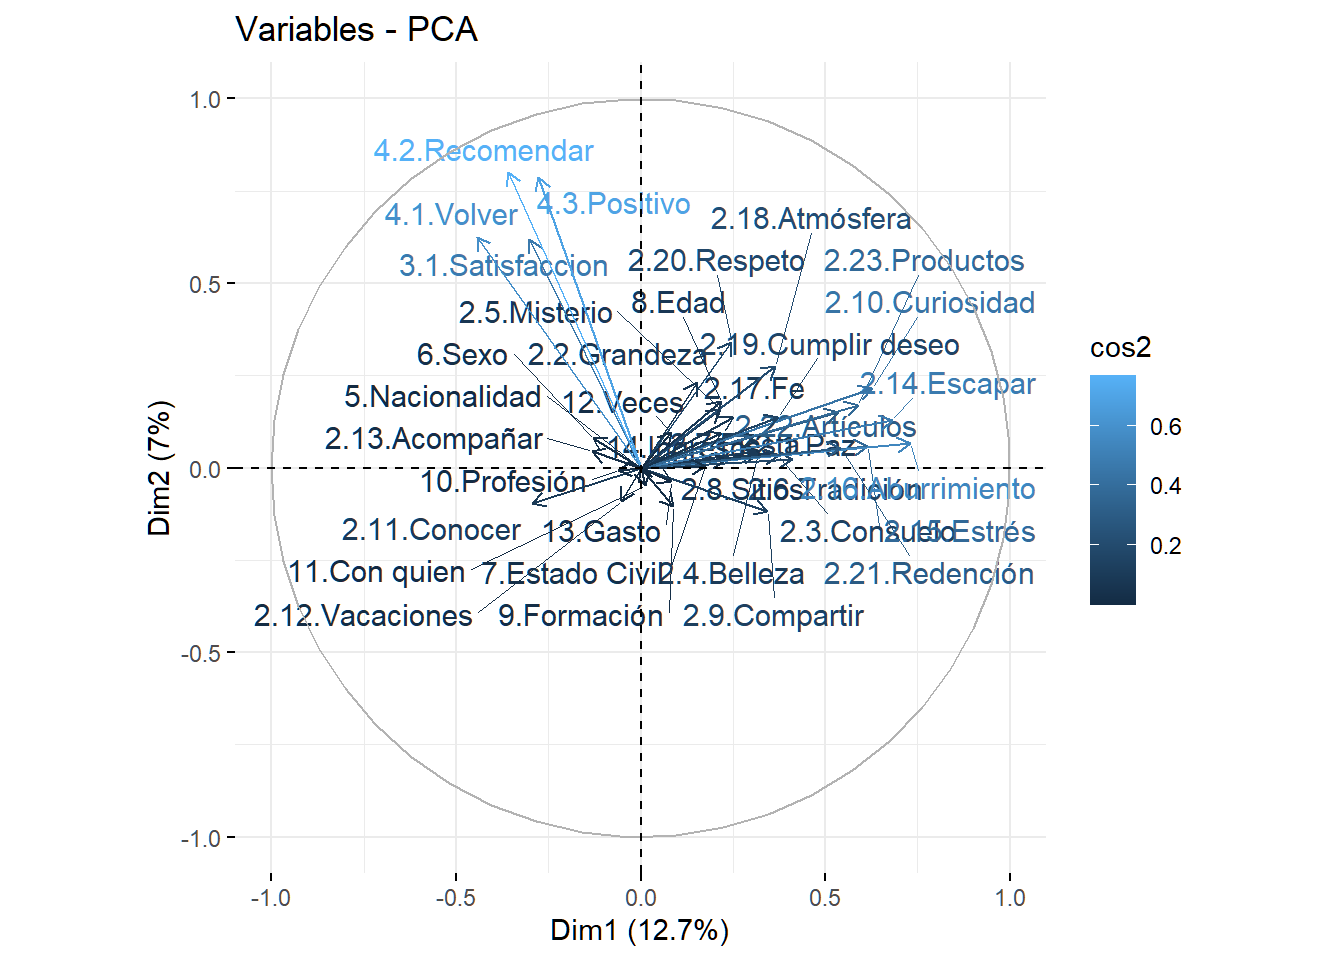 Variables - PCA
1.0
4.2.Recomendar
4.3.Positivo
4.1.Volver
2.18.Atmósfera
3.1.Satisfaccion
2.20.Respeto
2.23.Productos
0.5
2.5.Misterio
8.Edad
2.10.Curiosidad
6.Sexo
2.2.Grandeza
2.19.Cumplir deseo
cos2
5.Nacionalidad
12.Veces
2.17.Fe
2.14.Escapar
2.13.Acompañar
2.22.Artículos
0.6
Paz
0.0
10.Profesión
2.8.Sitios
2.6.Tradición
2.16.Aburrimiento
0.4
2.11.Conocer
13.Gasto
2.3.Consuelo
2.15.Estrés
0.2
11.Con quien
7.Estado Civil
2.4.Belleza
2.21.Redención
2.12.Vacaciones
9.Formación
2.9.Compartir
-0.5
-1.0
-1.0
-0.5
0.0
0.5
1.0
Dim1 (12.7%)
Dim2 (7%)